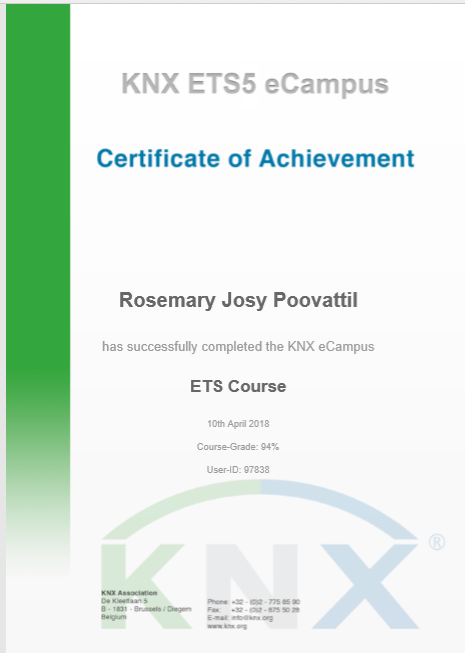 KNX ETS5 eCampus
Certificate of Achievement
Rosemary Josy Poovattil
has successfully completed the KNX eCampus
ETS Course
10th April 2018
Course-Grade: 94%
User-ID: 97838
KNX®
KNX Association
De Kleetlaan 5
B - 1831 - Brussels / Diegem
Belgium
Phone: +32 - (0)2 - 775 85 90
Fax: +32 - (0)2 - 675 50 28
E-mail: info@knx.org
www.knx.org